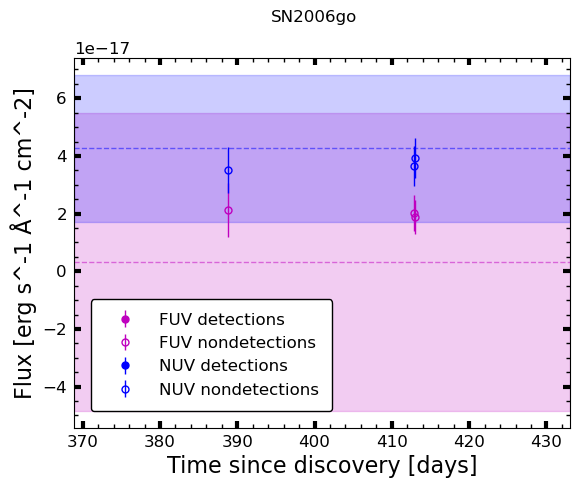 SN2006go
1e−17
6
4
2
0
−2
−4
Flux [erg s^-1 Å^-1 cm^-2]
FUV detections
FUV nondetections
NUV detections
NUV nondetections
370 380 390 400 410 420 430
Time since discovery [days]